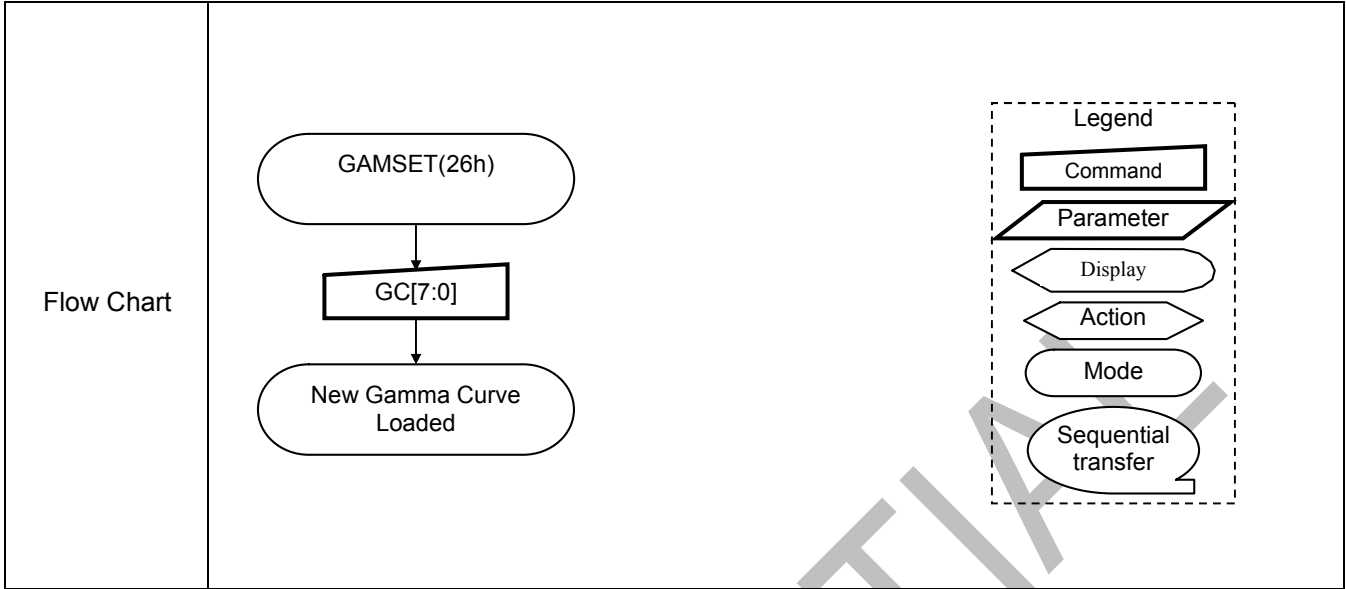 Flow Chart
GAMSET(26h)
GC[7:0]
New Gamma Curve
Loaded
Legend
Command
Parameter
Display
Action
Mode
Sequential
transfer
TIAL